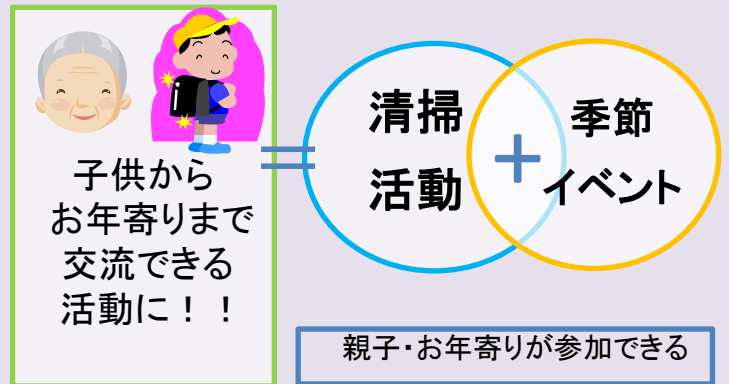 子供から
お年寄りまで
交流できる
活動に！！
＝
清掃
活動
＋
季節
イベント
親子・お年寄りが参加できる